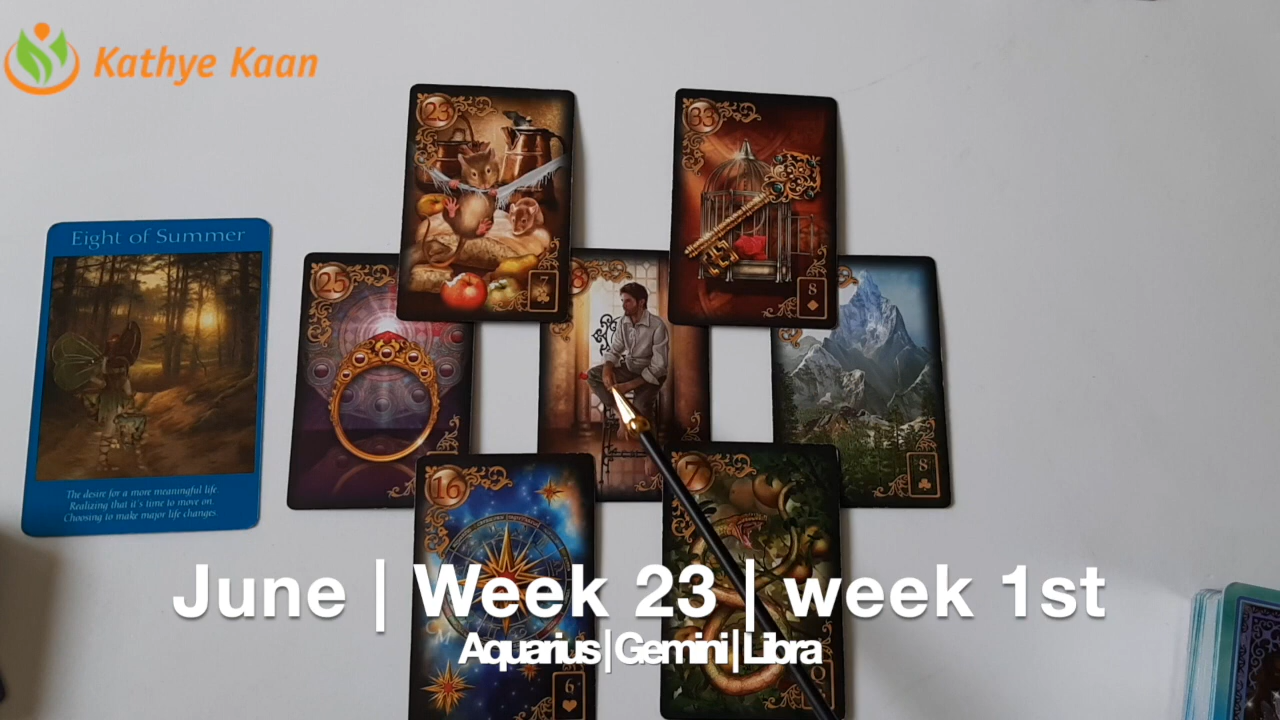 Kathye Kaan
23
33
8
Eight of Summer
25
7
8
8
The desire for a more meaningful life.
Realizing that it's time to move on.
Choosing to make major life changes.
16
7
June | Week 23 | week 1st
Aquarius | Gemini | Libra
6
Q